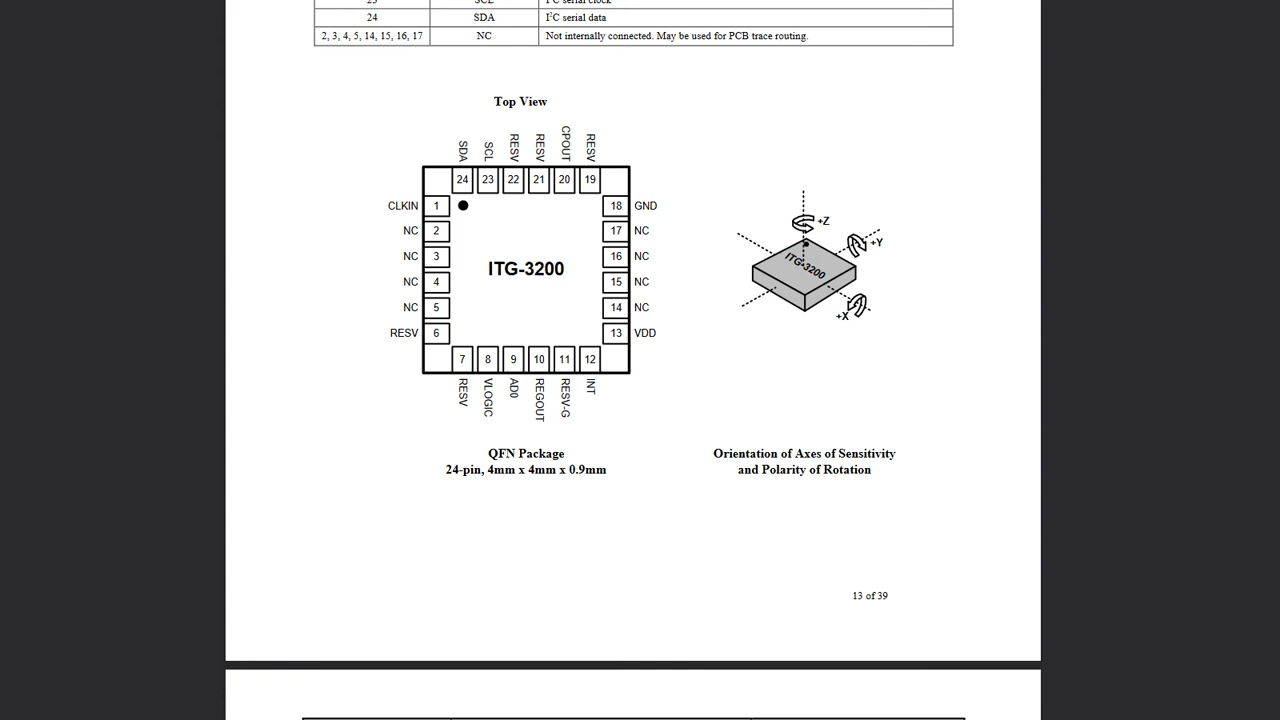 24 SDA I²C serial data
2, 3, 4, 5, 14, 15, 16, 17 NC Not internally connected. May be used for PCB trace routing.
Top View
SDA SCL RESV RESV CPOUT RESV
24 23 22 21 20 19
CLKIN 1 18 GND
NC 2 17 NC
NC 3 16 NC
ITG-3200
NC 4 15 NC
NC 5 14 NC
RESV 6 13 VDD
7 8 9 10 11 12
RESV VLOGIC AD0 REGOUT RESV-G INT
+Z
+Y
ITG-3200
+X
QFN Package
24-pin, 4mm x 4mm x 0.9mm
Orientation of Axes of Sensitivity
and Polarity of Rotation
13 of 39